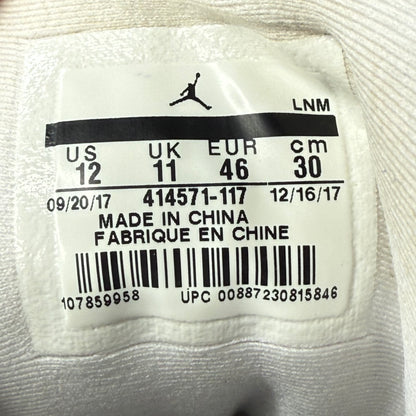 LNM
US UK EUR cm
12 11 46 30
09/20/17 414571-117 12/16/17
MADE IN CHINA
FABRIQUE EN CHINE
107859958 UPC 00887230815846